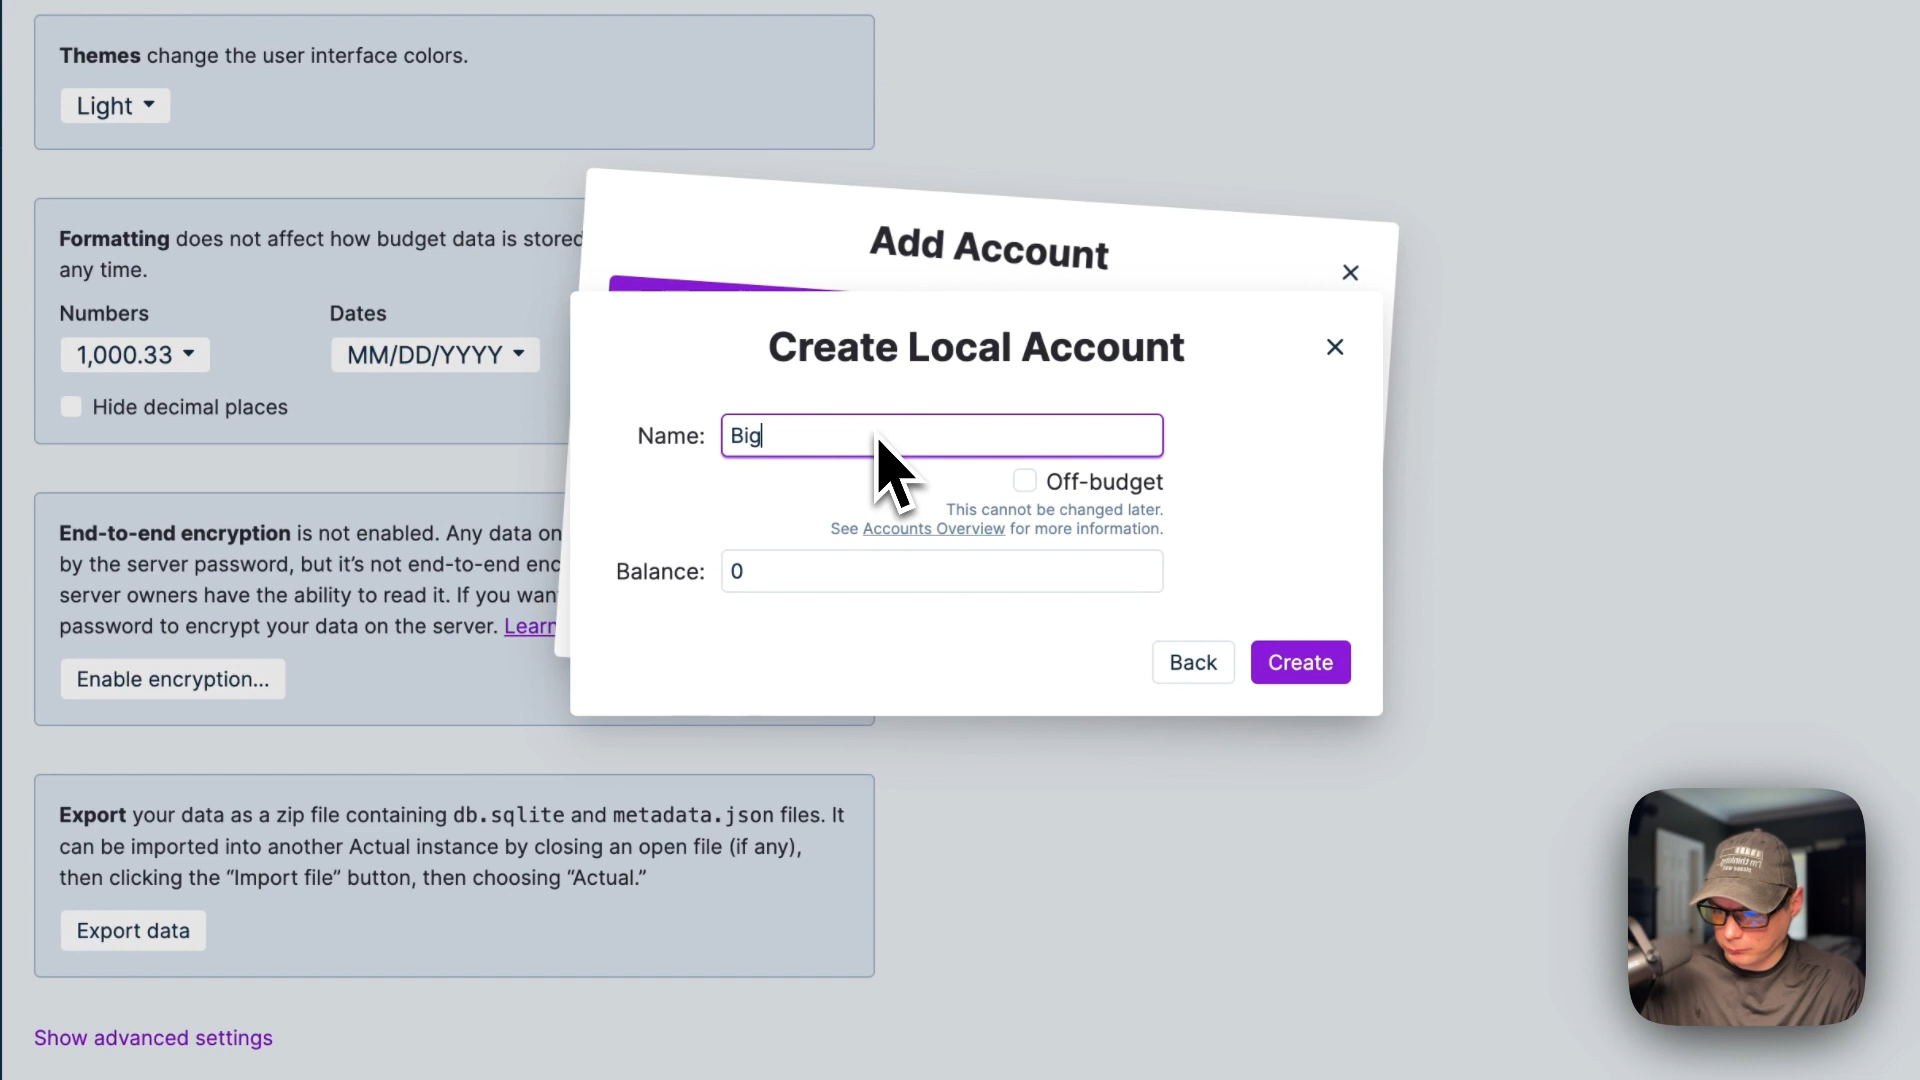 Themes change the user interface colors.
Light
Formatting does not affect how budget data is stored
any time.
Numbers
Dates
1,000.33
MM/DD/YYYY
Hide decimal places
End-to-end encryption is not enabled. Any data on
by the server password, but it’s not end-to-end enc
server owners have the ability to read it. If you wan
password to encrypt your data on the server. Learn
Enable encryption...
Export your data as a zip file containing db.sqlite and metadata.json files. It
can be imported into another Actual instance by closing an open file (if any),
then clicking the “Import file” button, then choosing “Actual.”
Export data
Show advanced settings
Add Account
Create Local Account
Name: Big
Off-budget
This cannot be changed later.
See Accounts Overview for more information.
Balance: 0
Back
Create